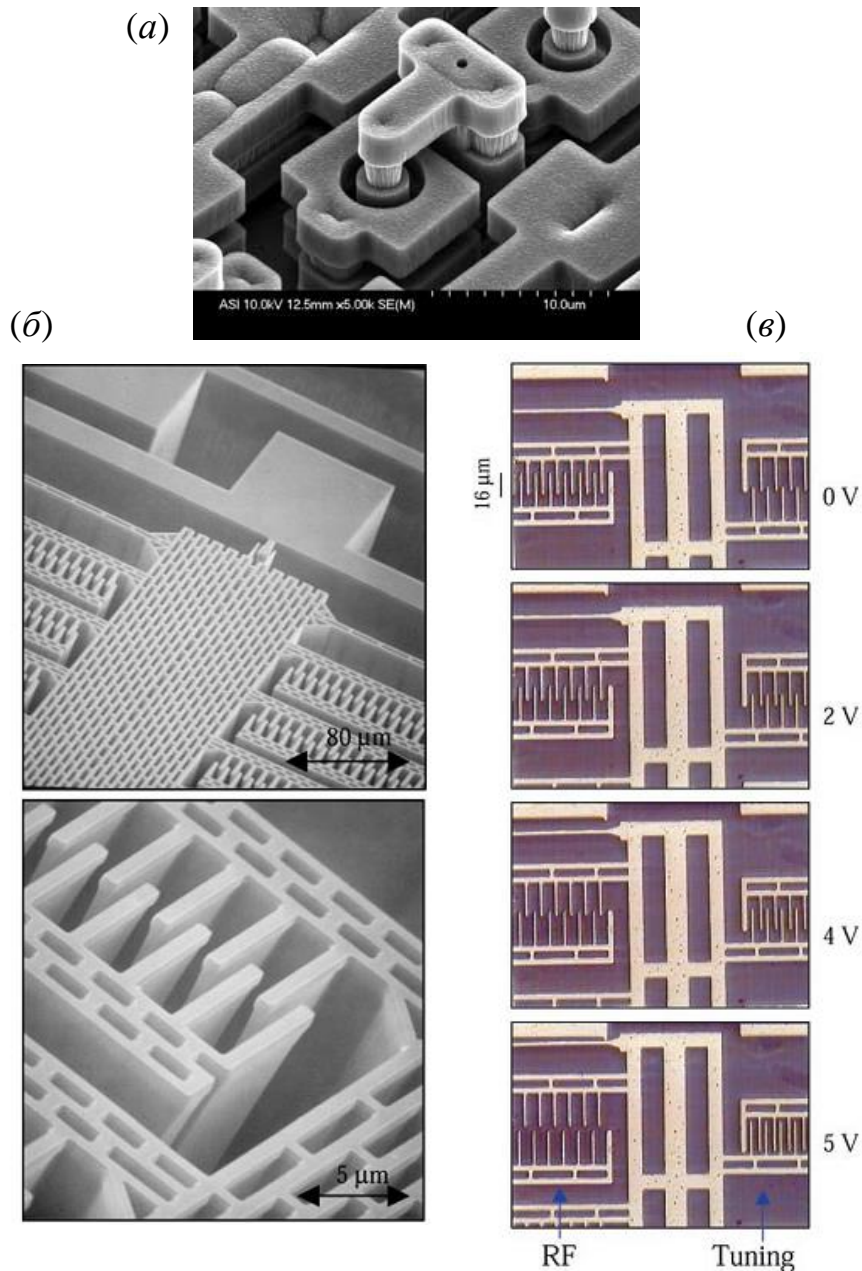 (а)
ASI 10.0kV 12.5mm x5.00k SE(M)
10.0um
(б)
(в)
80 µm
5 µm
16 µm
0 V
2 V
4 V
5 V
RF
Tuning